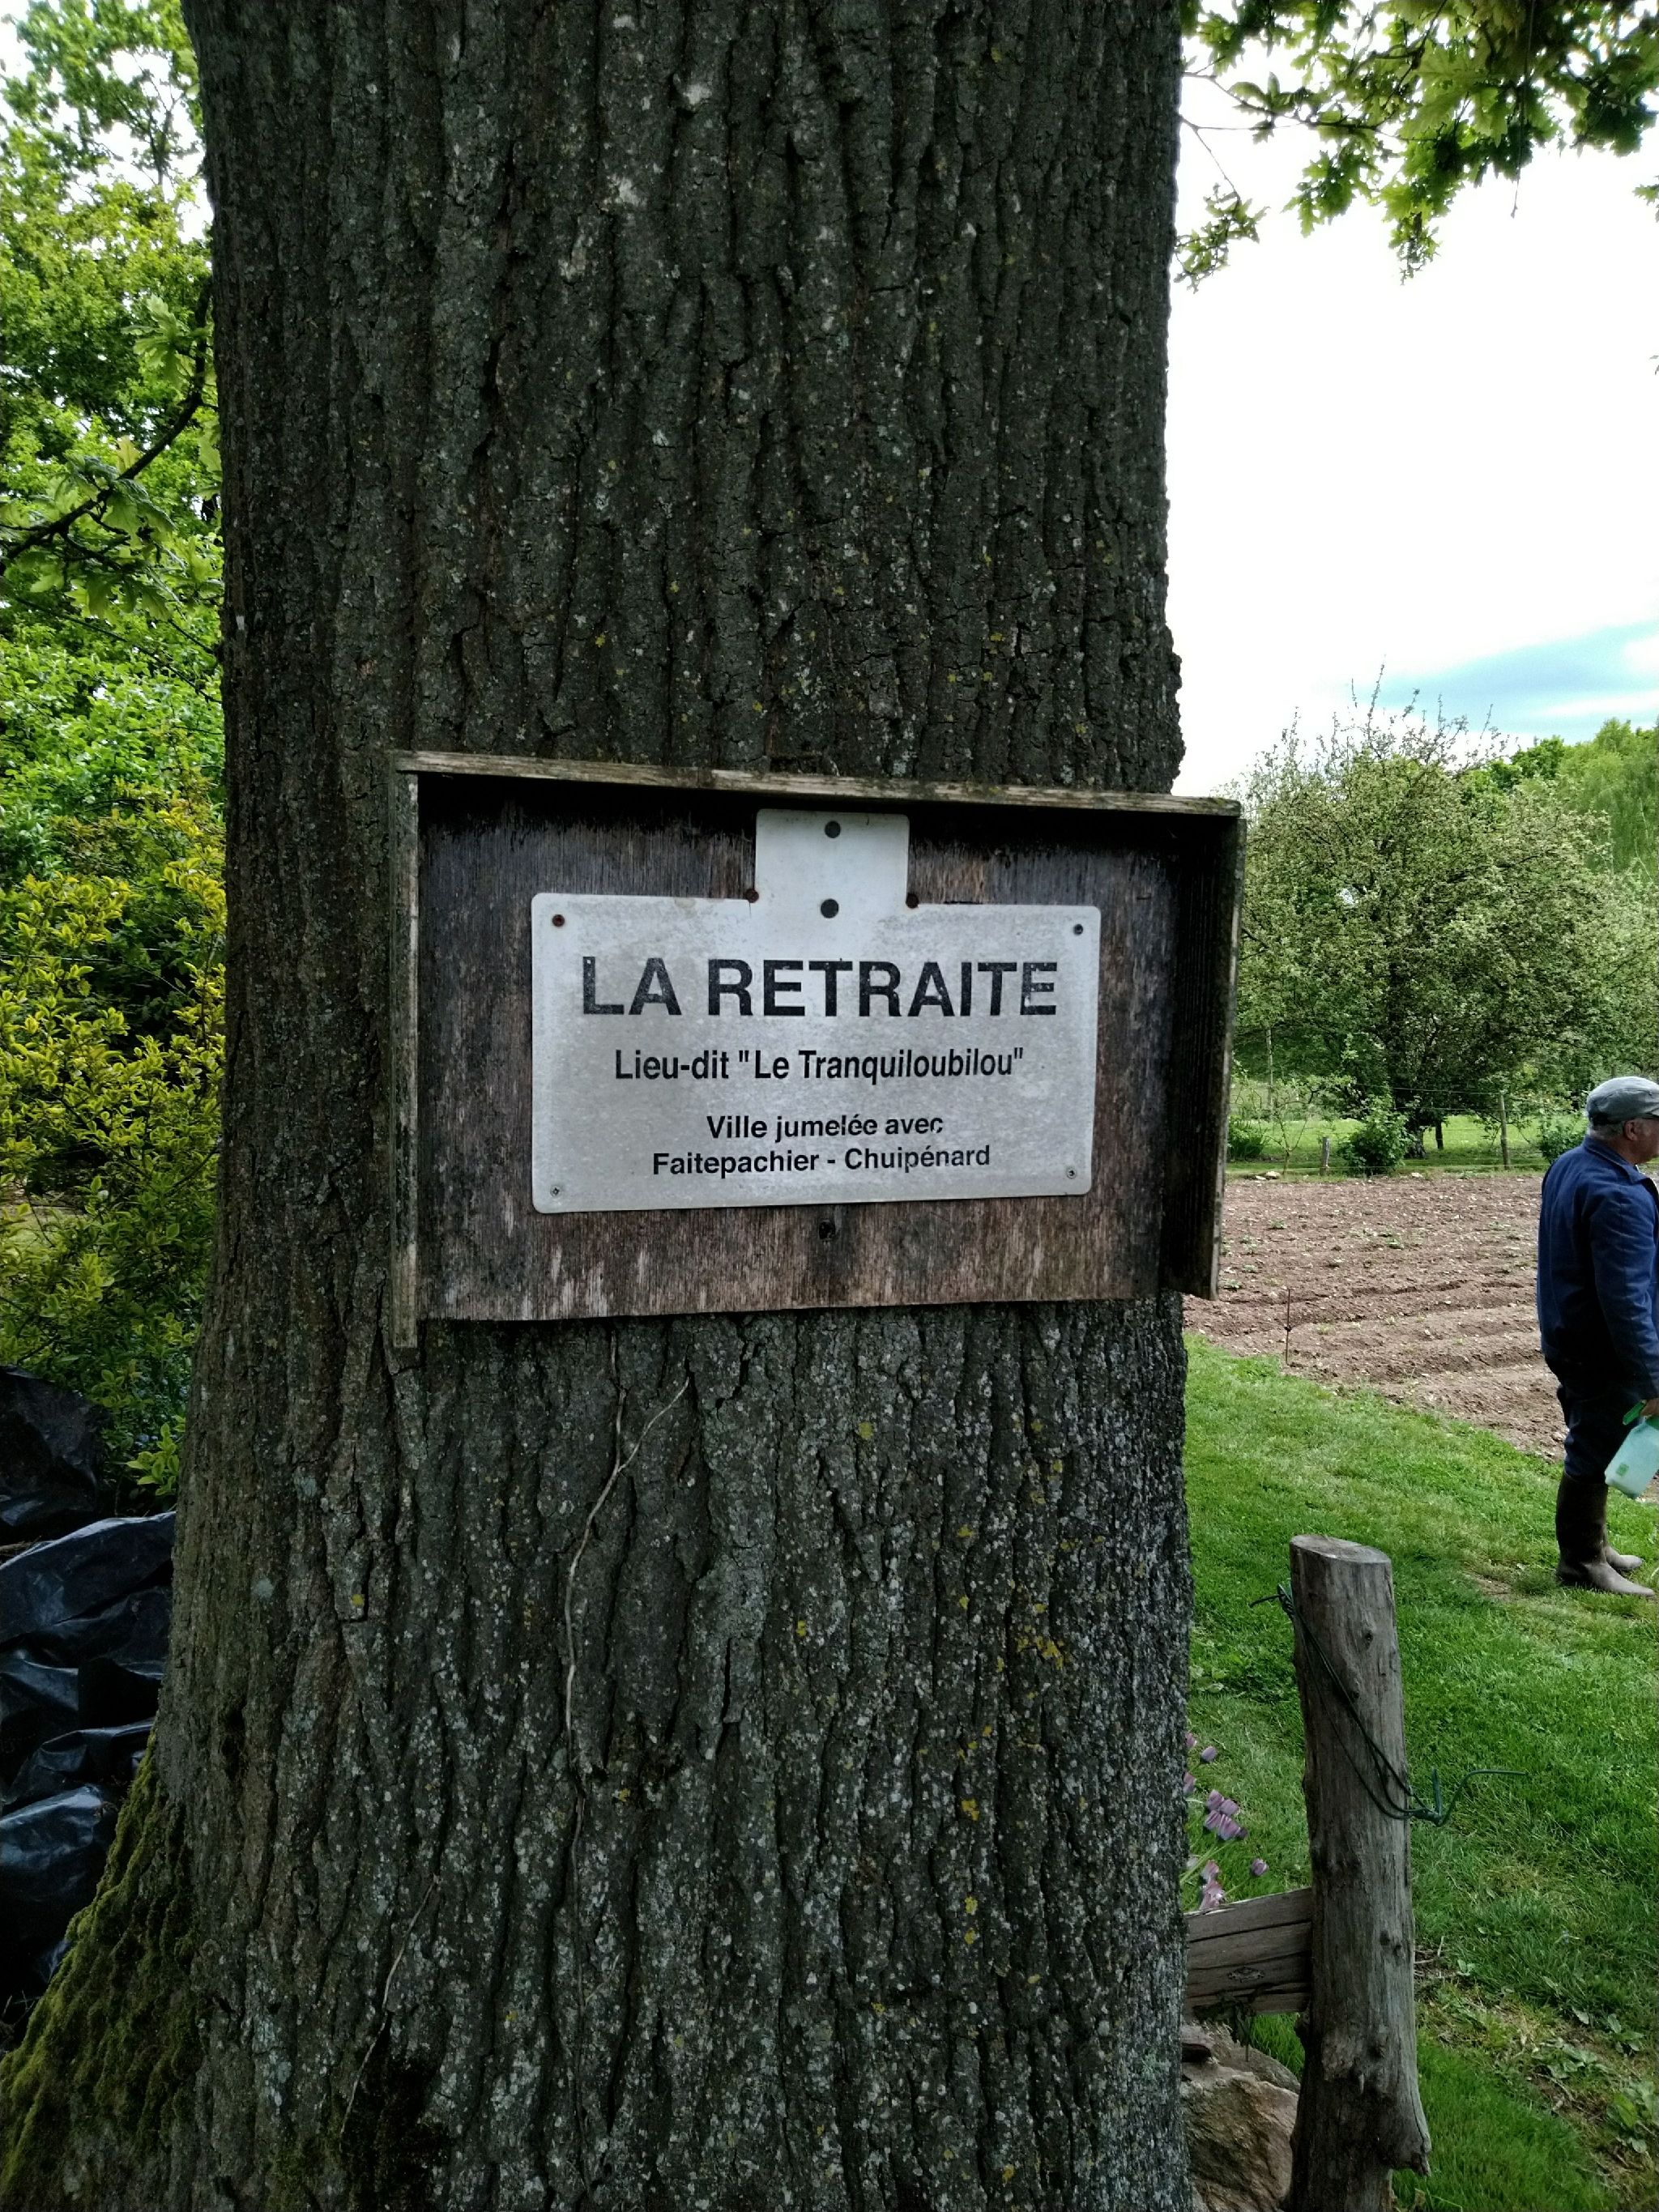 LA RETRAITE
Lieu-dit "Le Tranquiloubilou"
Ville jumelée avec
Faitepachier - Chuipénard